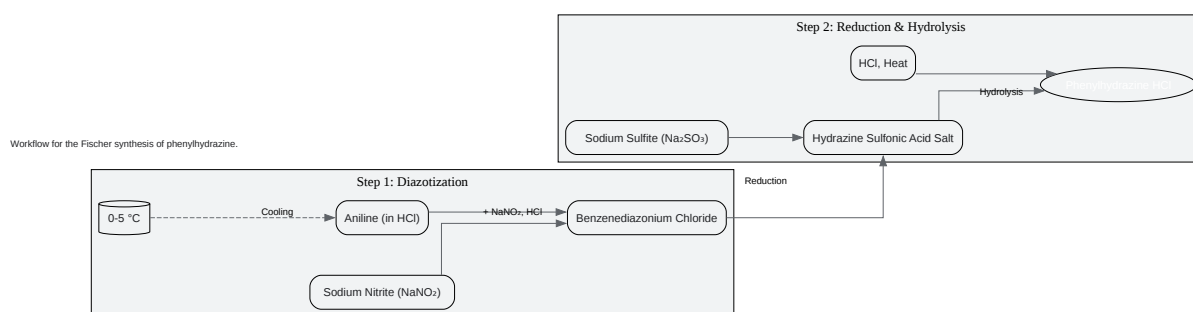 Step 2: Reduction & Hydrolysis
HCl, Heat
Phenylhydrazine HCl
Hydrolysis
Sodium Sulfite (Na₂SO₃)
Hydrazine Sulfonic Acid Salt
Workflow for the Fischer synthesis of phenylhydrazine.
Step 1: Diazotization
Reduction
0-5 °C
Cooling
Aniline (in HCl)
+ NaNO₂, HCl
Benzenediazonium Chloride
Sodium Nitrite (NaNO₂)